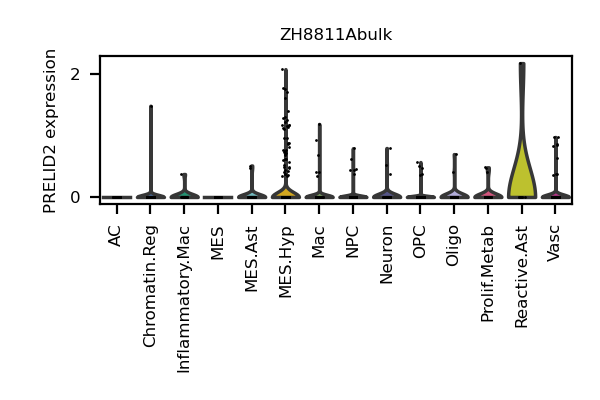 ZH8811Abulk
PRELID2 expression
2
0
AC
Chromatin.Reg
Inflammatory.Mac
MES
MES.Ast
MES.Hyp
Mac
NPC
Neuron
OPC
Oligo
Prolif.Metab
Reactive.Ast
Vasc